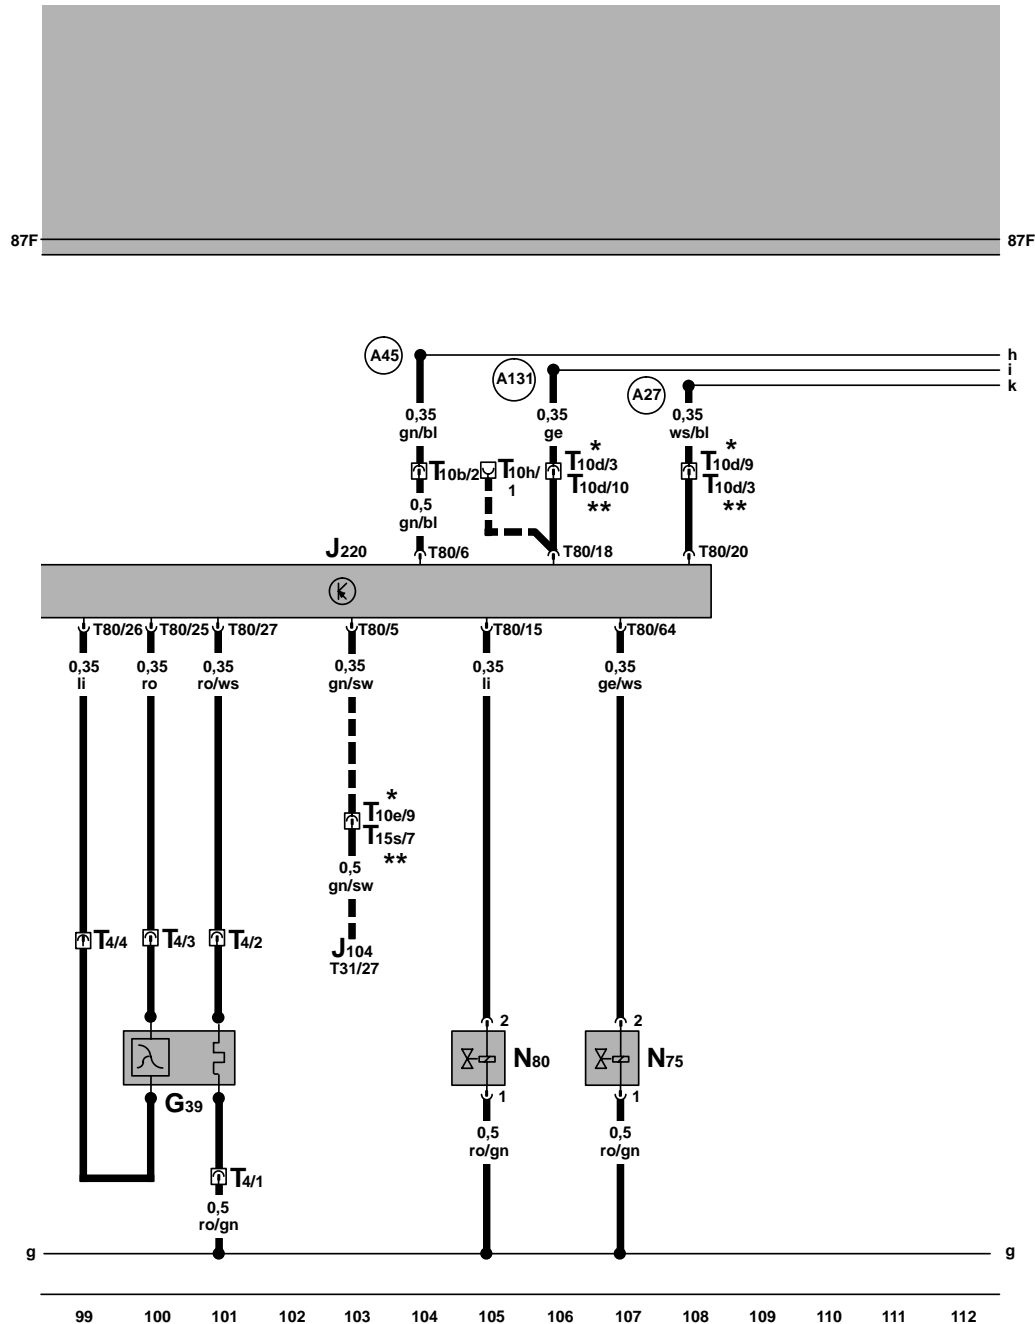 87F 87F
h
A45
i
A131
k
A27
0,35 0,35 0,35
gn/bl ge ws/bl
* *
T10b/2 T10h/ T10d/3 T10d/9
1 T10d/10 T10d/3
** **
0,5
gn/bl
J220 T80/6 T80/18 T80/20
T80/26 T80/25 T80/27 T80/5 T80/15 T80/64
0,35 0,35 0,35 0,35 0,35 0,35
li ro ro/ws gn/sw li ge/ws
*
T10e/9
T15s/7
**
0,5
gn/sw
T4/4 T4/3 T4/2 J104
T31/27
2 2
N80 N75
1 1
G39
0,5 0,5
ro/gn ro/gn
T4/1
0,5
ro/gn
g g
99 100 101 102 103 104 105 106 107 108 109 110 111 112